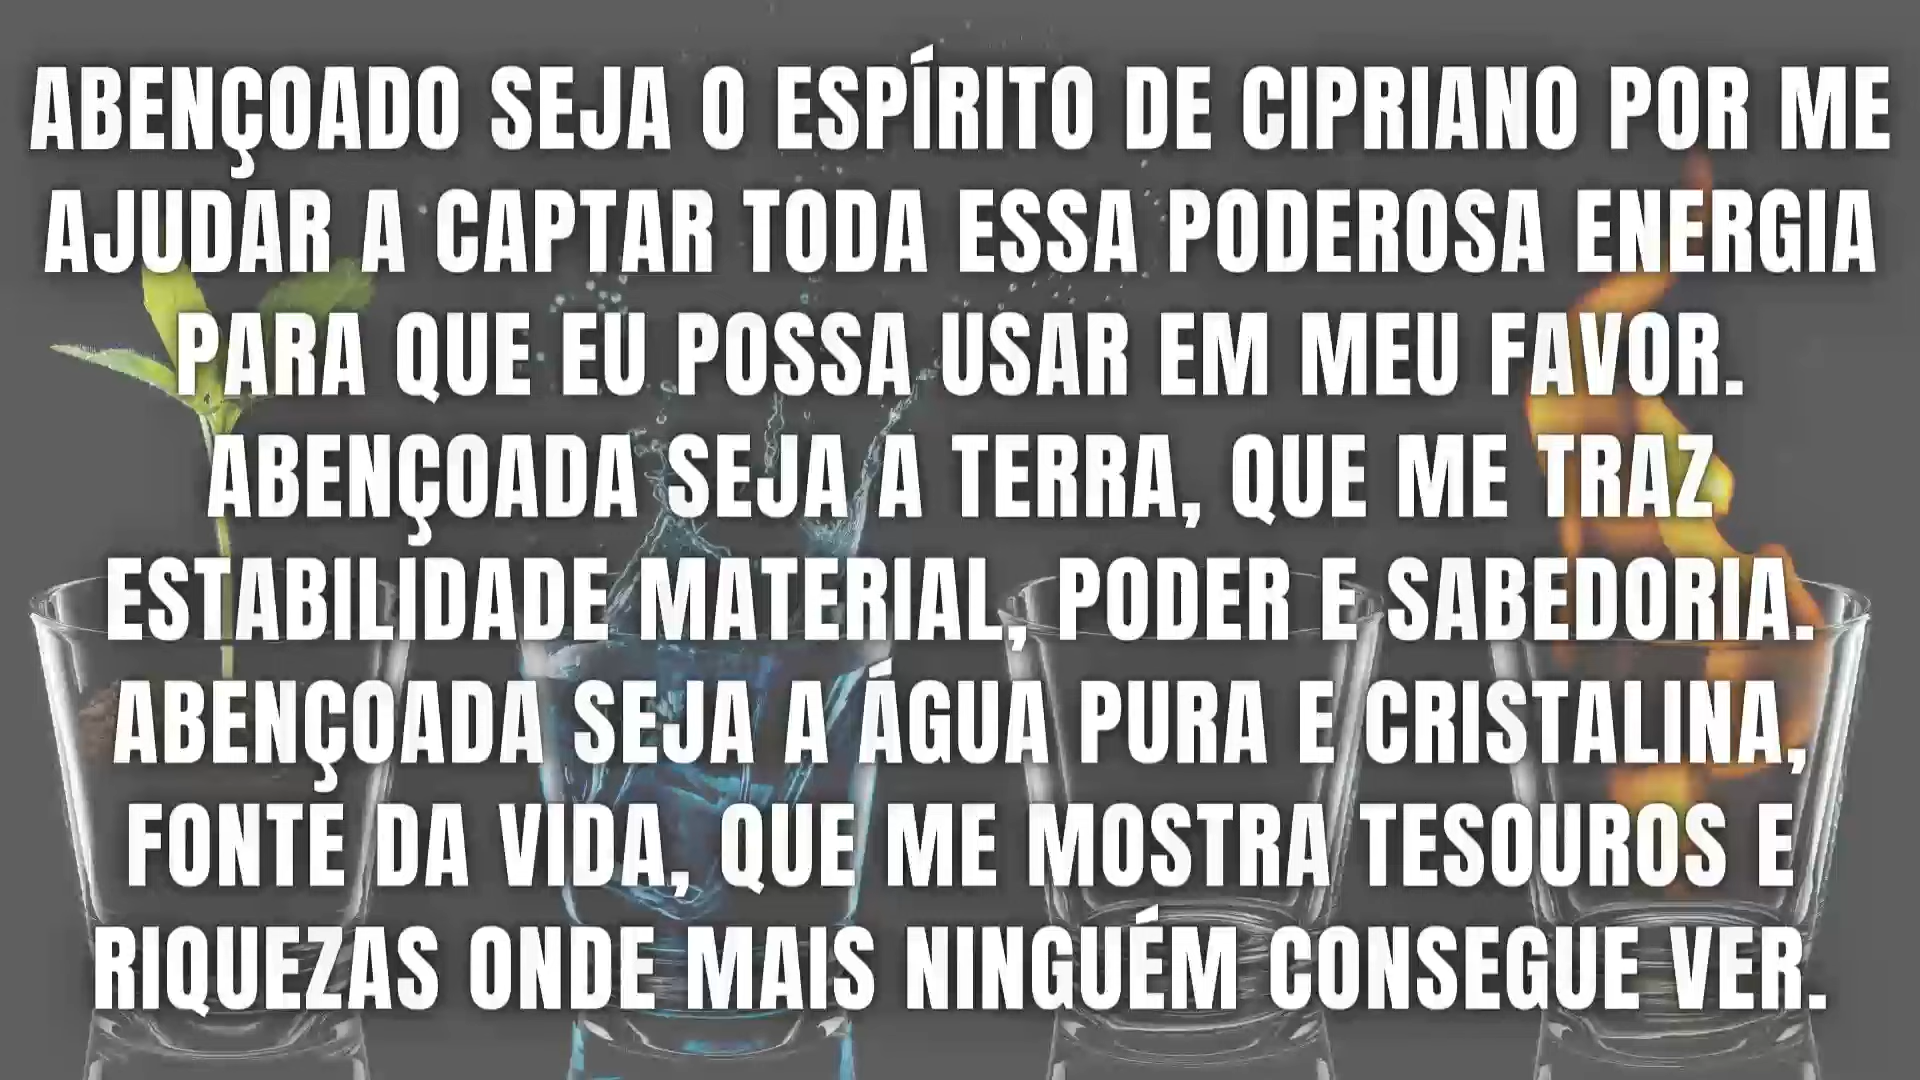 ABENÇOADO SEJA O ESPÍRITO DE CIPRIANO POR ME
AJUDAR A CAPTAR TODA ESSA PODEROSA ENERGIA
PARA QUE EU POSSA USAR EM MEU FAVOR.
ABENÇOADA SEJA A TERRA, QUE ME TRAZ
ESTABILIDADE MATERIAL, PODER E SABEDORIA.
ABENÇOADA SEJA A ÁGUA PURA E CRISTALINA,
FONTE DA VIDA, QUE ME MOSTRA TESOUROS E
RIQUEZAS ONDE MAIS NINGUÉM CONSEGUE VER.